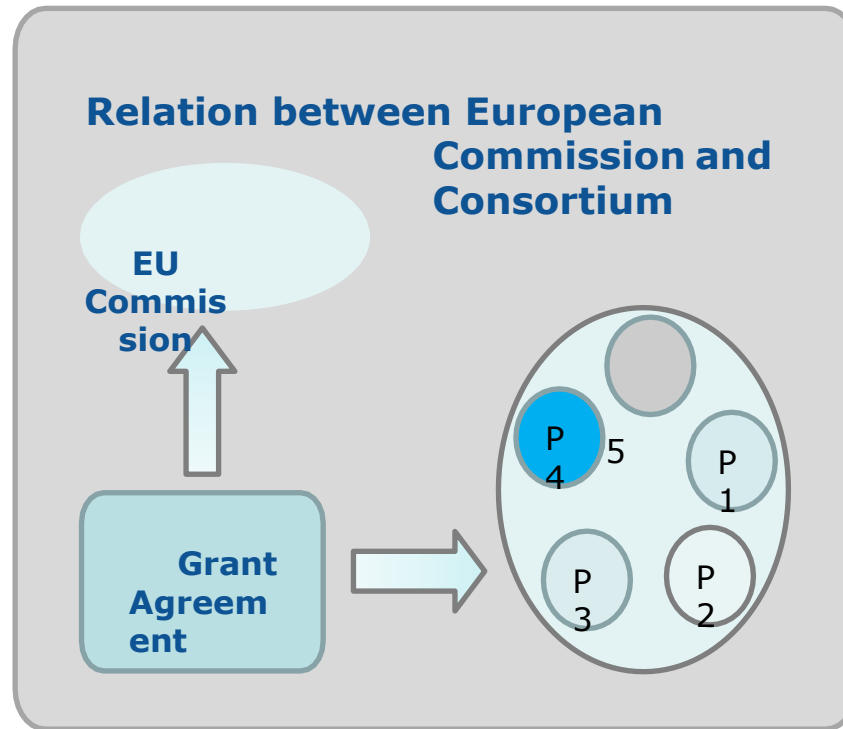 Relation between European
Commission and
Consortium
EU
Commis
sion
P
4
5
P
1
Grant
Agreem
ent
P
3
P
2